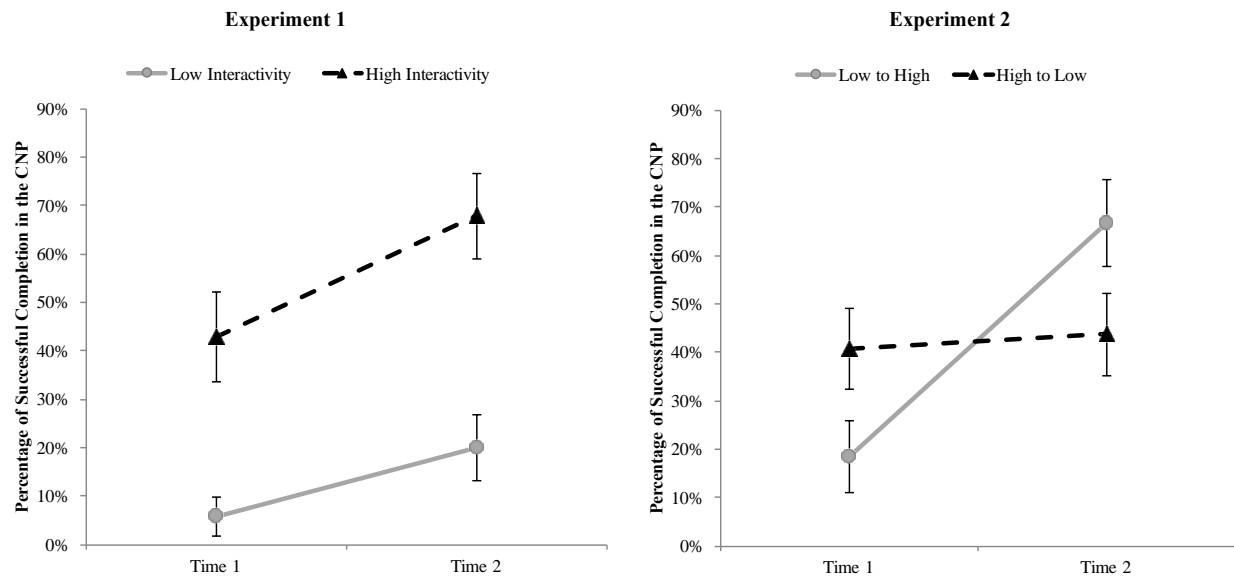 Experiment 1
Low Interactivity
High Interactivity
Percentage of Successful Completion in the CNP
90%
80%
70%
60%
50%
40%
30%
20%
10%
0%
Time 1
Time 2
Experiment 2
Low to High
High to Low
Percentage of Successful Completion in the CNP
90%
80%
70%
60%
50%
40%
30%
20%
10%
0%
Time 1
Time 2